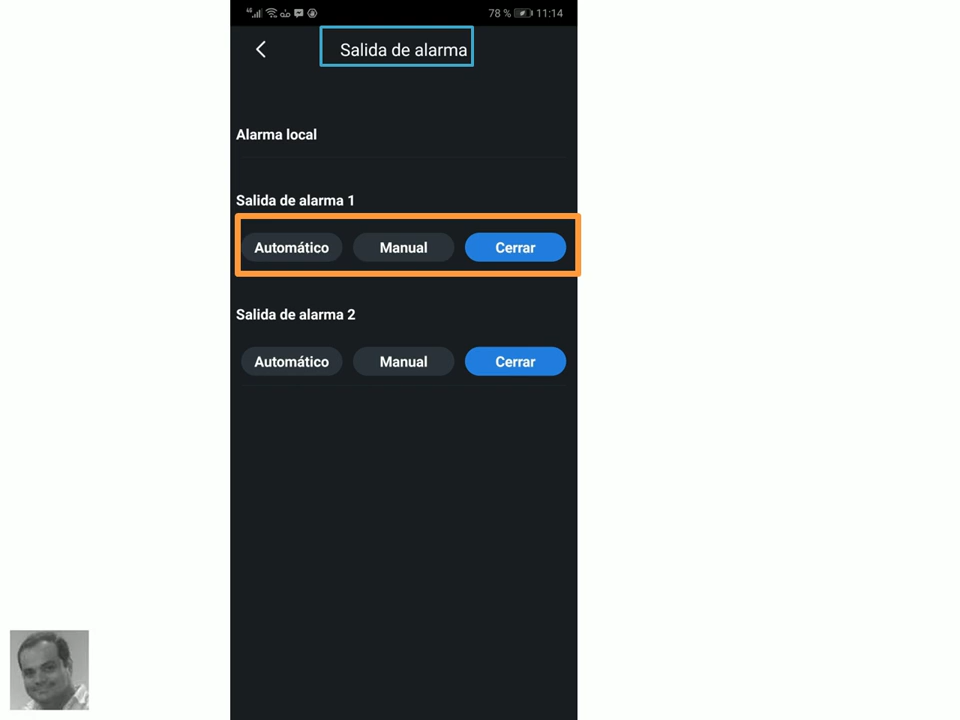 4G 78 % 11:14
Salida de alarma
Alarma local
Salida de alarma 1
Automático Manual Cerrar
Salida de alarma 2
Automático Manual Cerrar